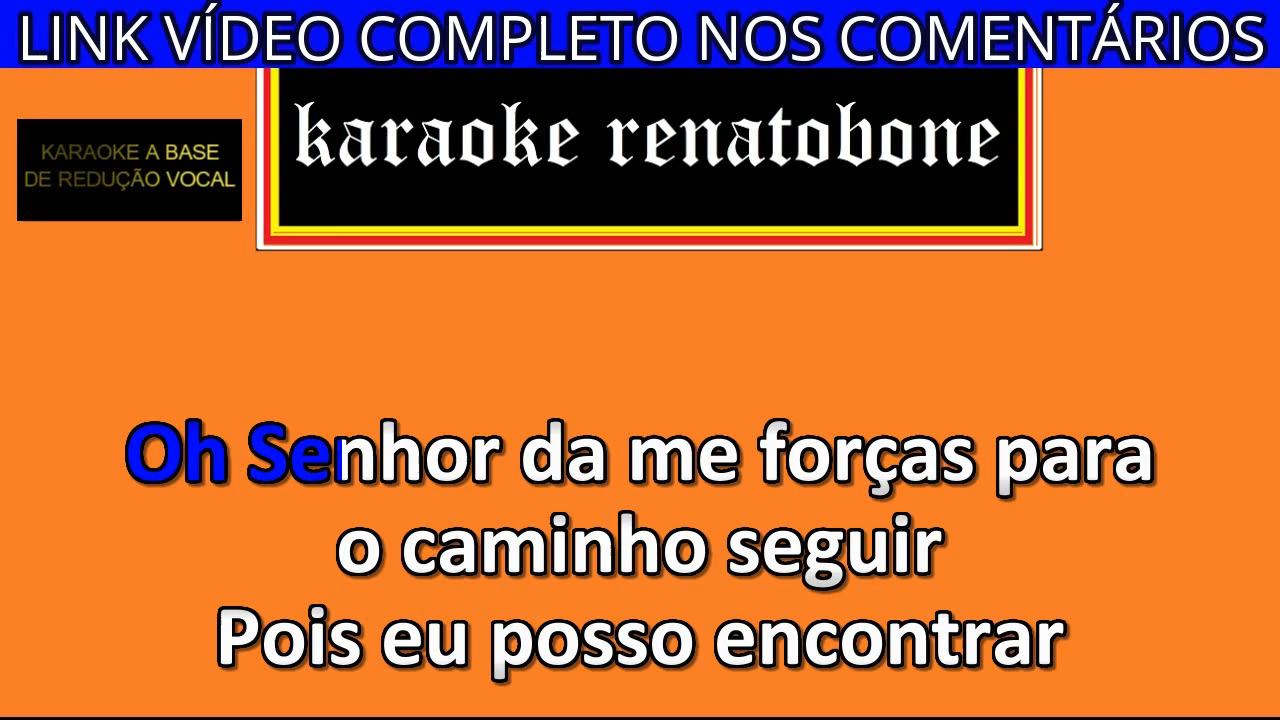 LINK VÍDEO COMPLETO NOS COMENTÁRIOS
karaoke renatobone
KARAOKE A BASE
DE REDUÇÃO VOCAL
Oh Senhor da me forças para
o caminho seguir
Pois eu posso encontrar